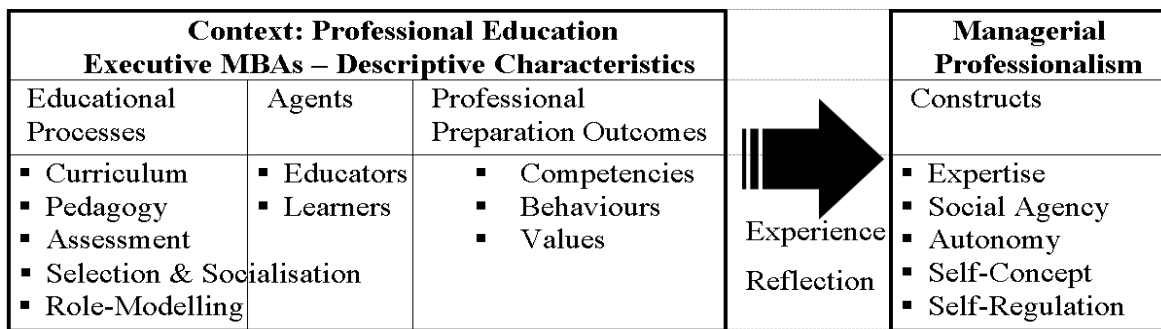 Context: Professional Education
Executive MBAs – Descriptive Characteristics
Educational
Processes
Agents
Professional
Preparation Outcomes
▪ Curriculum
▪ Pedagogy
▪ Assessment
▪ Selection & Socialisation
▪ Role-Modelling
▪ Educators
▪ Learners
▪ Competencies
▪ Behaviours
▪ Values
Experience
Reflection
Managerial
Professionalism
Constructs
▪ Expertise
▪ Social Agency
▪ Autonomy
▪ Self-Concept
▪ Self-Regulation